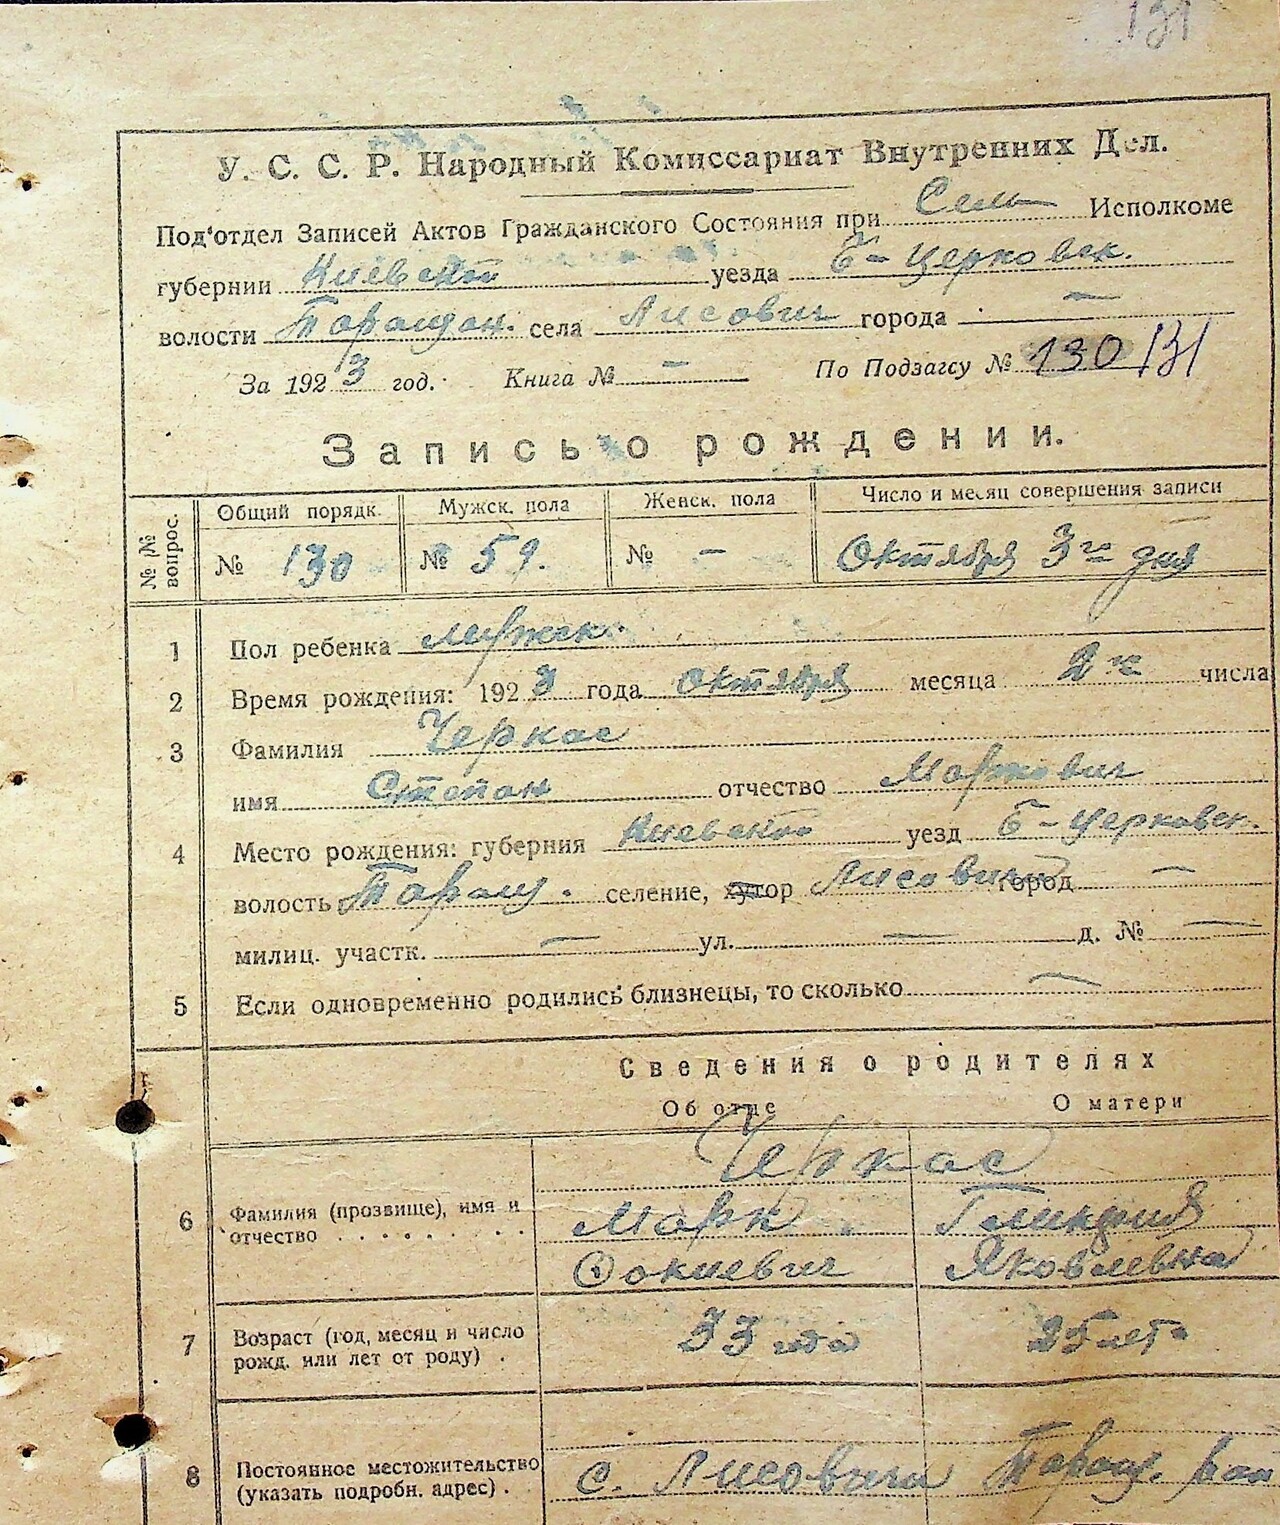 131
У. С. С. Р. Народный Комиссариат Внутренних Дел.
Под'отдел Записей Актов Гражданского Состояния при Сель Исполкоме
губернии Киевской уезда Б-Церковск.
волости Таращан. села Лисович города —
За 1923 год. Книга № — По Подзагсу № 130 131
Запись о рождении.
№№ вопрос.
Общий порядк. Мужск. пола Женск. пола Число и месяц совершения записи
№ 130 № 59. № — Октября 3го дня
1 Пол ребенка мужск.
2 Время рождения: 1923 года октября месяца 2го числа
3 Фамилия Черкас
имя Степан отчество Маркович
4 Место рождения: губерния Киевская уезд Б-Церковск.
волость Таращ. селение, хутор Лисовичи город —
милиц. участк. — ул. — д. № —
5 Если одновременно родились близнецы, то сколько —
Сведения о родителях
Об отце О матери
Черкас
6 Фамилия (прозвище), имя и Марк
отчество . . . . . . . . . Фокиевич Яковлевна
7 Возраст (год, месяц и число 33 года 25 лет
рожд. или лет от роду) .
8 Постоянное местожительство с. Лисовичи Таращ. рай
(указать подробн. адрес) .